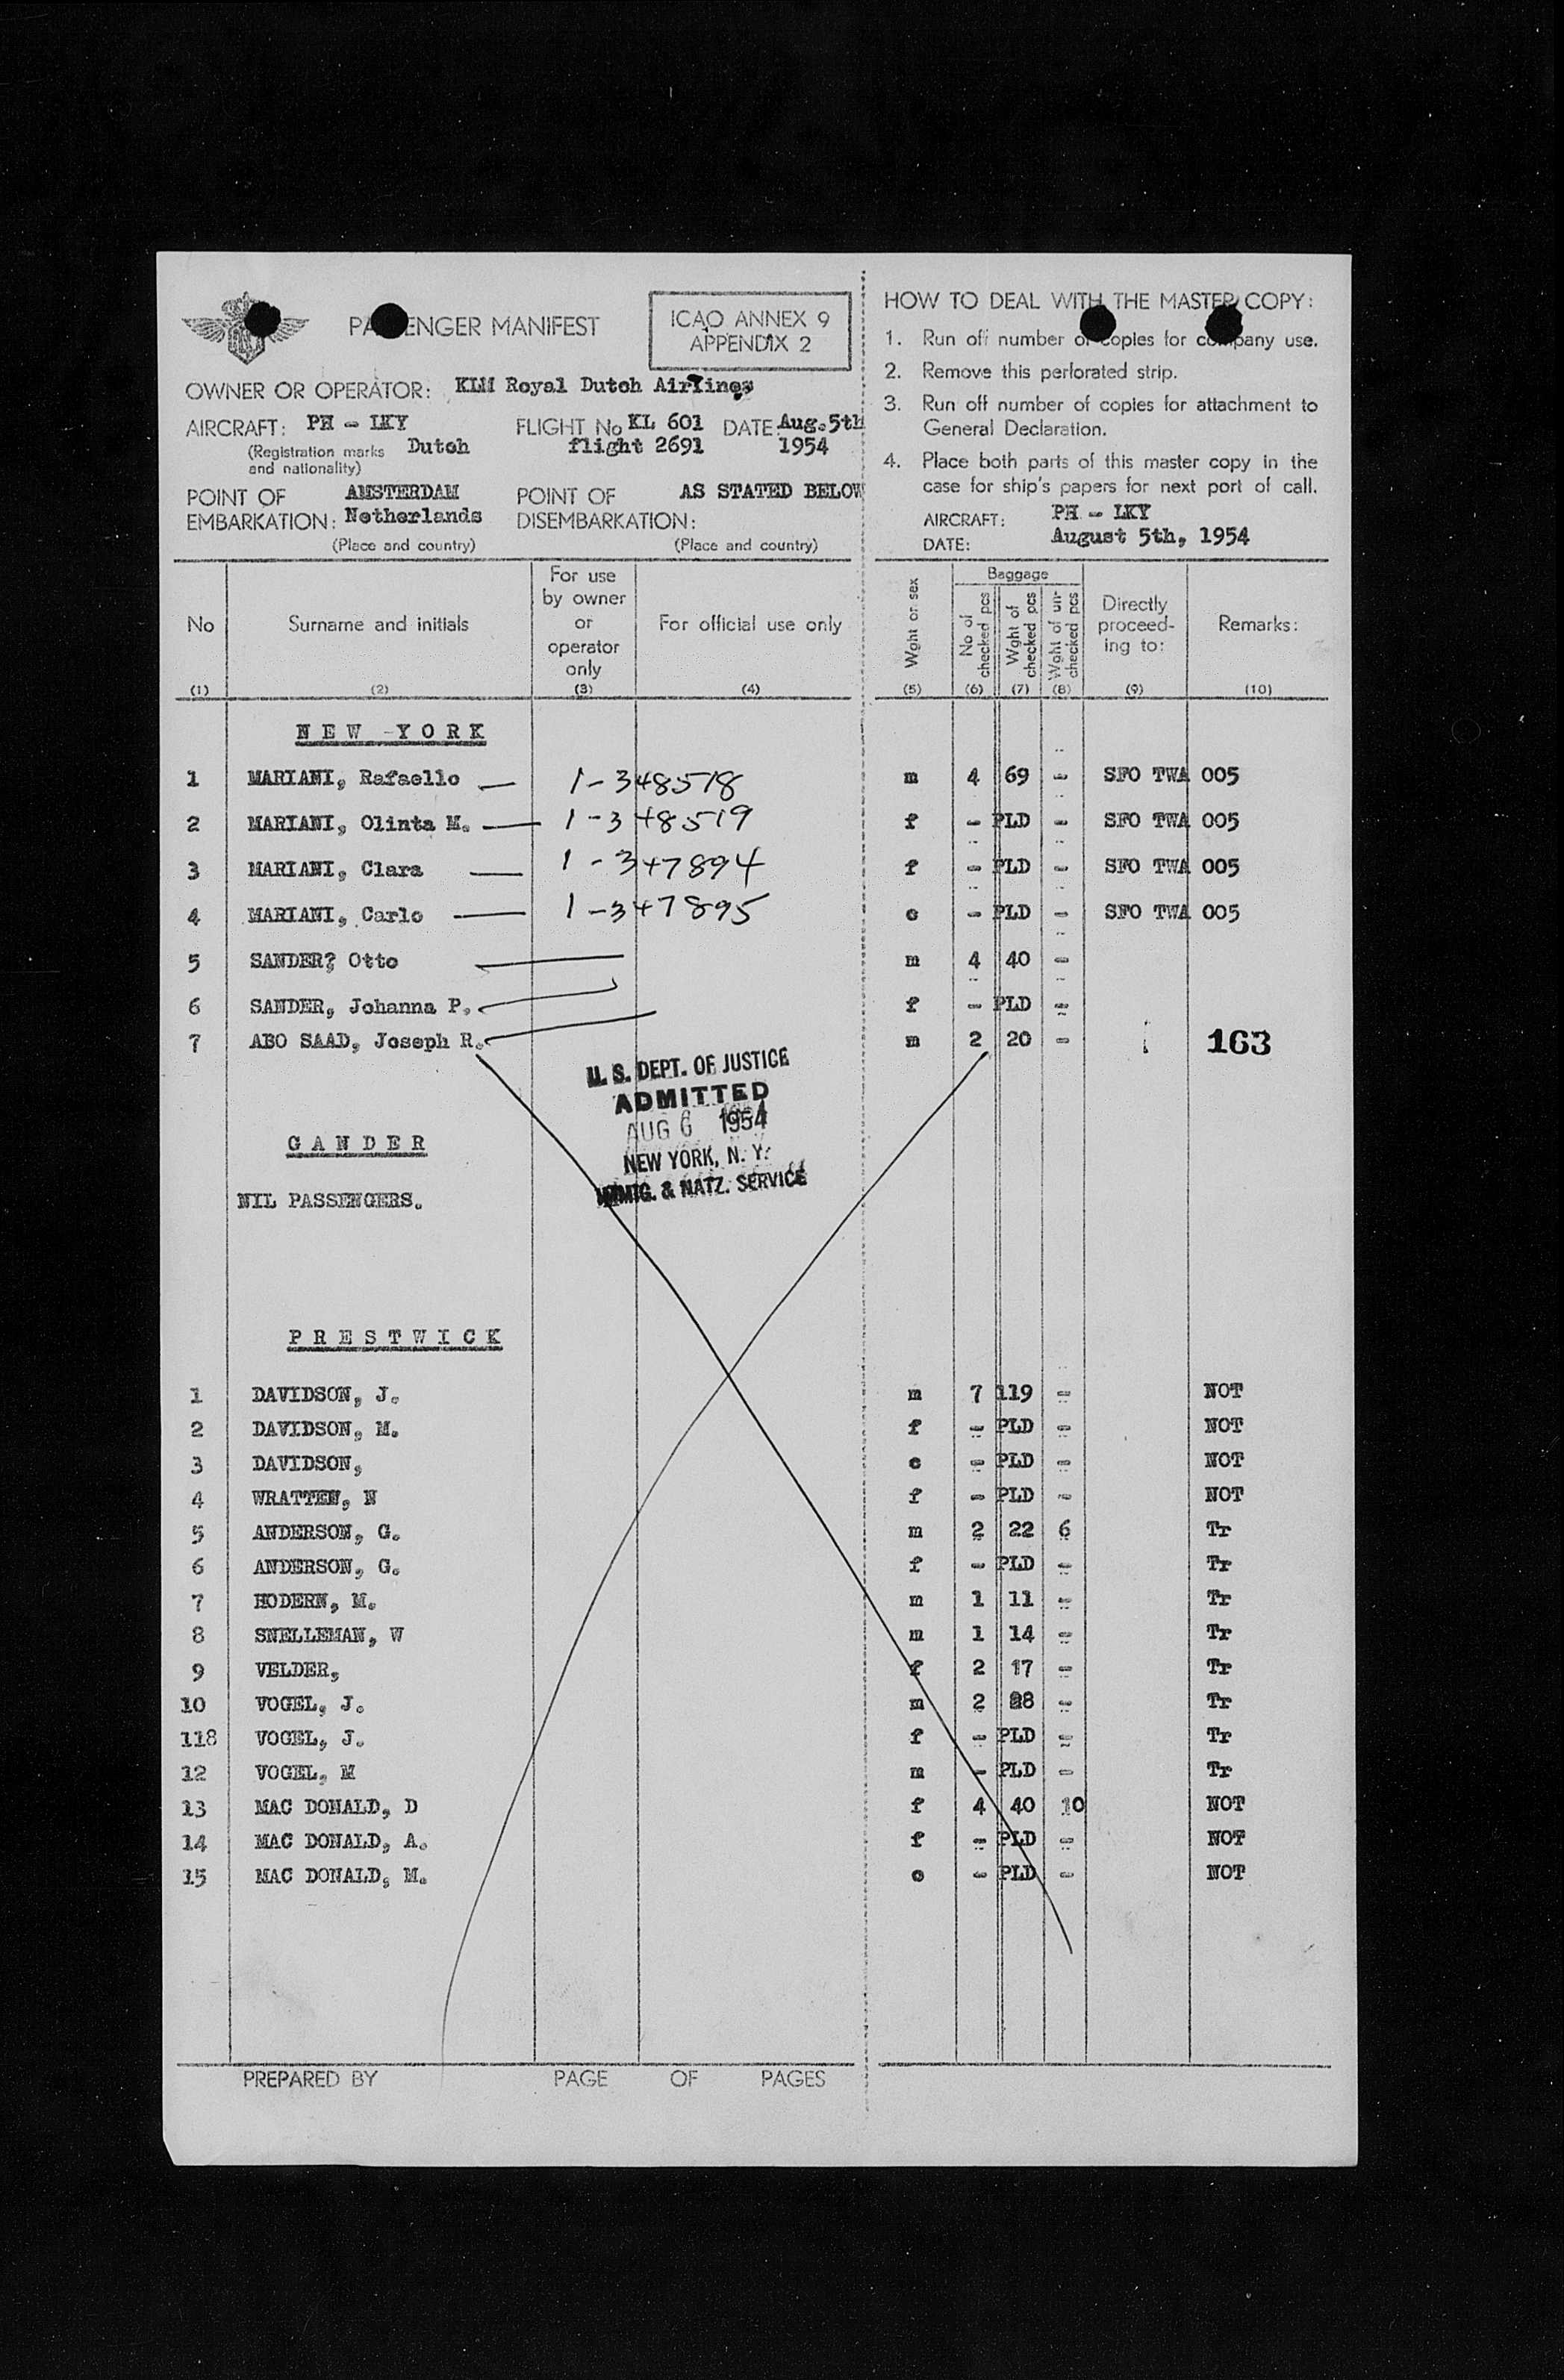 PASSENGER MANIFEST
ICAO ANNEX 9
APPENDIX 2
OWNER OR OPERATOR: KLM Royal Dutch Airlines
AIRCRAFT: PH - LKY FLIGHT No KL 601 DATE: Aug. 5th
(Registration marks and nationality) Dutch flight 2691 1954
POINT OF EMBARKATION: AMSTERDAM Netherlands
(Place and country)
POINT OF DISEMBARKATION: AS STATED BELOW
(Place and country)
HOW TO DEAL WITH THE MASTER COPY:
1. Run off number of copies for company use.
2. Remove this perforated strip.
3. Run off number of copies for attachment to
General Declaration.
4. Place both parts of this master copy in the
case for ship's papers for next port of call.
AIRCRAFT: PH - LKY
DATE: August 5th, 1954
No Surname and initials For use by owner or operator only For official use only Wght or sex Baggage No of checked pcs Wght of checked pcs Wght of un-checked pcs Directly proceed-ing to: Remarks:
(1) (2) (3) (4) (5) (6) (7) (8) (9) (10)
NEW -YORK
1 MARIANI, Rafaello — 1-348518 m 4 69 - SFO TWA 005
2 MARIANI, Olinta M. — 1-348519 f - PLD - SFO TWA 005
3 MARIANI, Clara — 1-347894 f - PLD - SFO TWA 005
4 MARIANI, Carlo — 1-347895 c - PLD - SFO TWA 005
5 SANDER? Otto m 4 40 -
6 SANDER, Johanna P. f - PLD -
7 ABO SAAD, Joseph R. m 2 20 - 163
U. S. DEPT. OF JUSTICE
ADMITTED
AUG 6 1954
NEW YORK, N. Y.
IMMIG. & NATZ. SERVICE
GANDER
NIL PASSENGERS.
PRESTWICK
1 DAVIDSON, J. m 7 119 - NOT
2 DAVIDSON, M. f - PLD - NOT
3 DAVIDSON, c - PLD - NOT
4 WRATTEN, N f - PLD - NOT
5 ANDERSON, G. m 2 22 6 Tr
6 ANDERSON, G. f - PLD - Tr
7 HODERN, M. m 1 11 - Tr
8 SNELLEMAN, W m 1 14 - Tr
9 VELDER, f 2 17 - Tr
10 VOGEL, J. m 2 28 - Tr
118 VOGEL, J. f - PLD - Tr
12 VOGEL, M m - PLD - Tr
13 MAC DONALD, D f 4 40 10 NOT
14 MAC DONALD, A. f - PLD - NOT
15 MAC DONALD, M. c - PLD - NOT
PREPARED BY PAGE OF PAGES